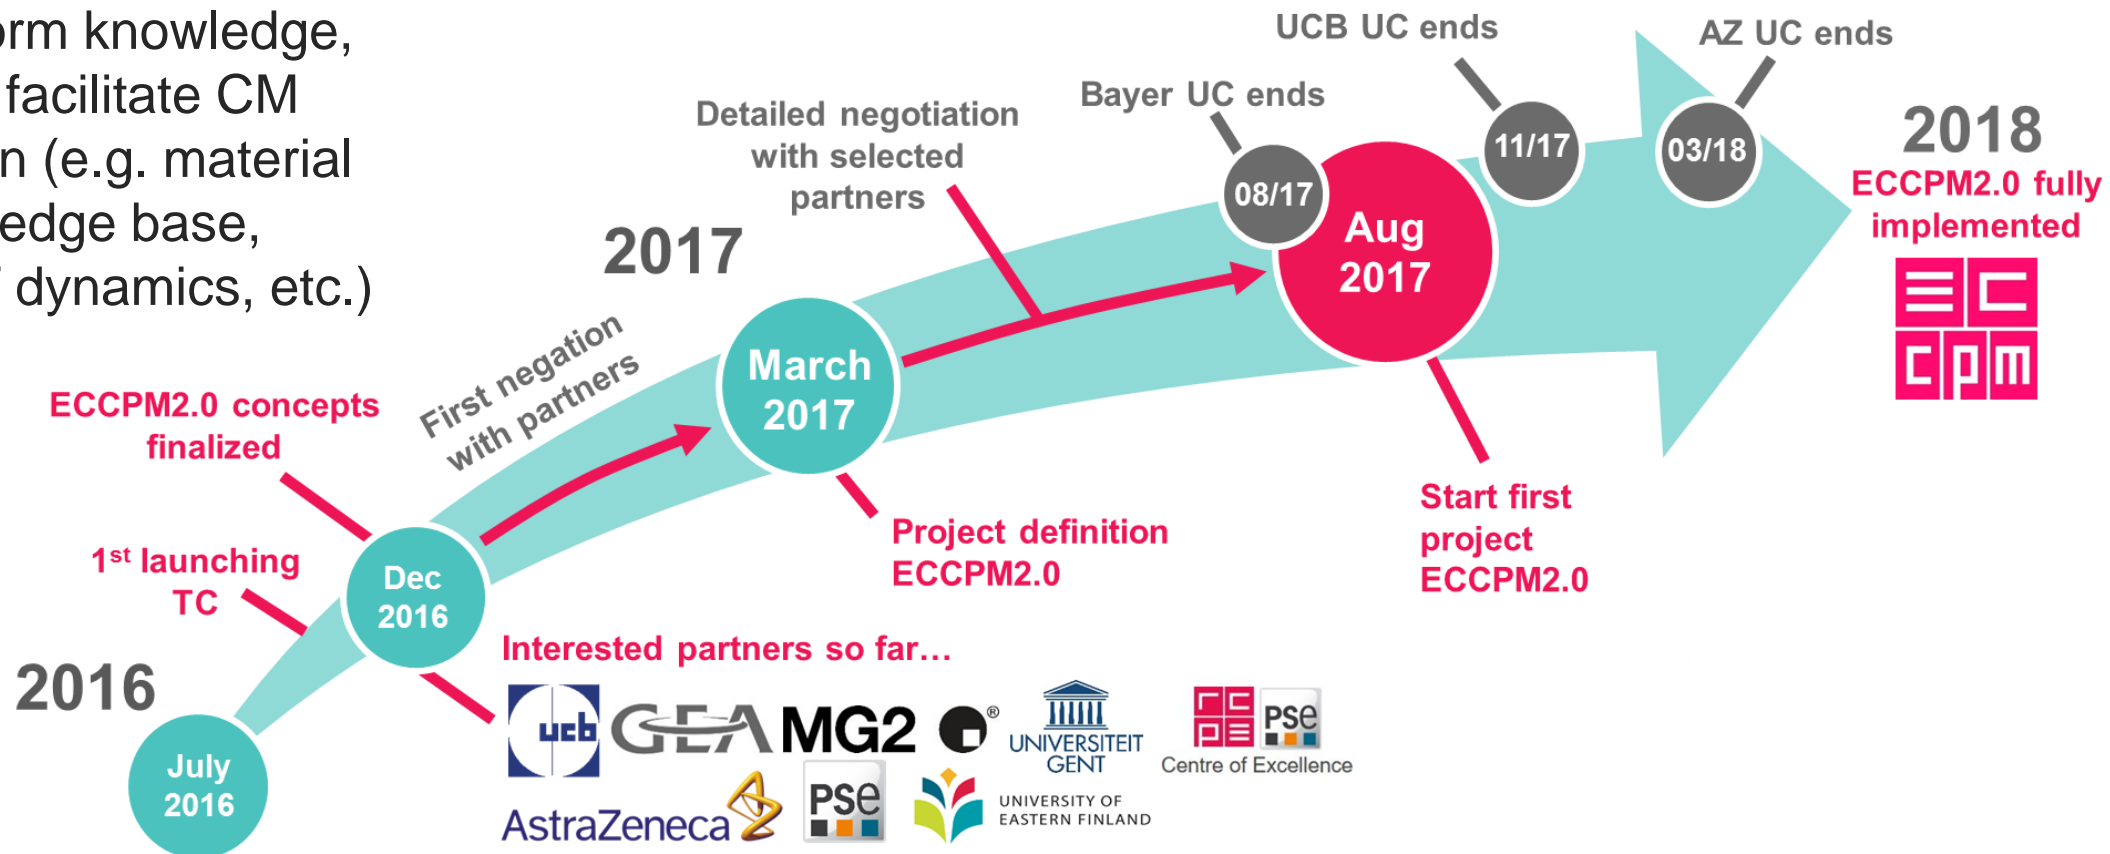 orm knowledge,
facilitate CM
n (e.g. material
edge base,
dynamics, etc.)
UCB UC ends
AZ UC ends
Bayer UC ends
Detailed negotiation
with selected
partners
08/17
11/17
03/18
2018
ECCPM2.0 fully
implemented
ECCPM
2017
Aug
2017
First negation
with partners
March
2017
ECCPM2.0 concepts
finalized
1st launching
TC
Dec
2016
Project definition
ECCPM2.0
Start first
project
ECCPM2.0
2016
July
2016
Interested partners so far…
ucb
GEA
MG2
®
UNIVERSITEIT
GENT
rcpe
PSe
Centre of Excellence
AstraZeneca
PSe
UNIVERSITY OF
EASTERN FINLAND